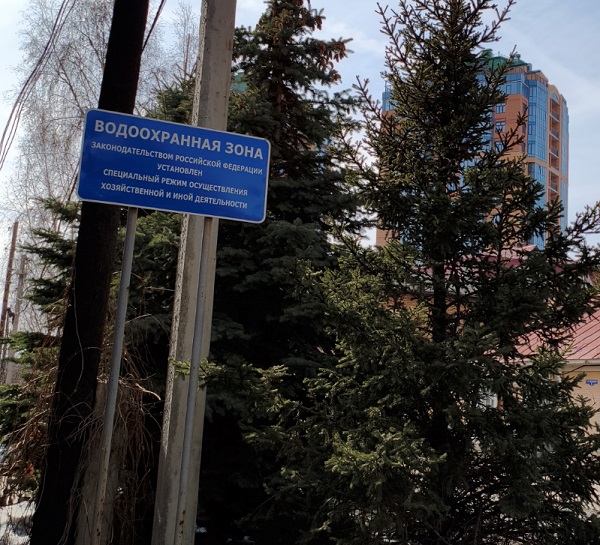 ВОДООХРАННАЯ ЗОНА
ЗАКОНОДАТЕЛЬСТВОМ РОССИЙСКОЙ ФЕДЕРАЦИИ
УСТАНОВЛЕН
СПЕЦИАЛЬНЫЙ РЕЖИМ ОСУЩЕСТВЛЕНИЯ
ХОЗЯЙСТВЕННОЙ И ИНОЙ ДЕЯТЕЛЬНОСТИ